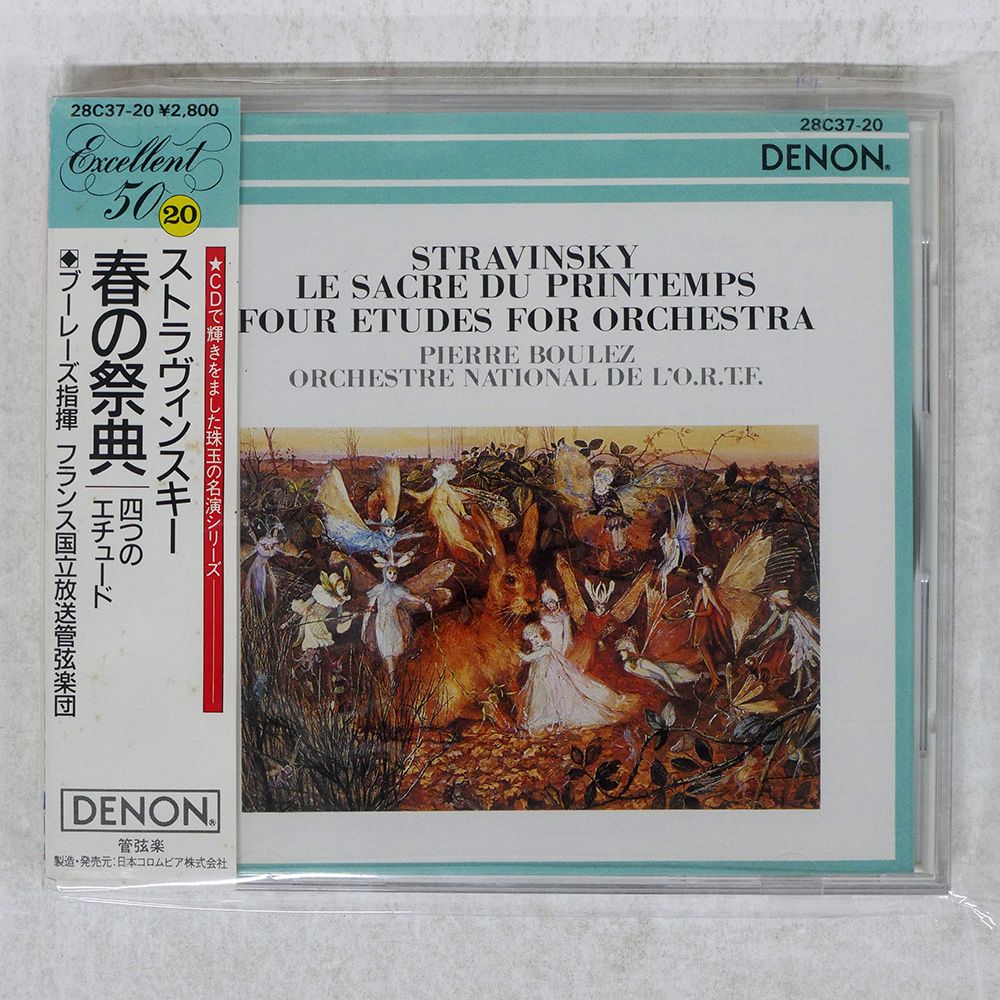 28C37-20 ¥2,800
Excellent
50
20
★CDで輝きをました珠玉の名演シリーズ
ストラヴィンスキー
春の祭典
四つの
エチュード
◆ブーレーズ指揮 フランス国立放送管弦楽団
DENON®
管弦楽
製造・発売元:日本コロムビア株式会社
28C37-20
DENON®
STRAVINSKY
LE SACRE DU PRINTEMPS
FOUR ETUDES FOR ORCHESTRA
PIERRE BOULEZ
ORCHESTRE NATIONAL DE L'O.R.T.F.